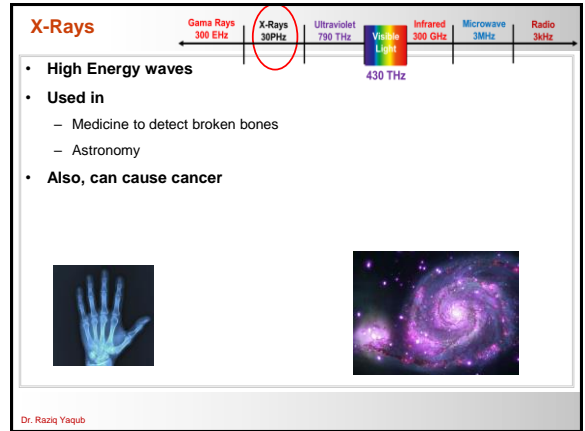 X-Rays
Gama Rays
300 EHz
X-Rays
30PHz
Ultraviolet
790 THz
Visible
Light
430 THz
Infrared
300 GHz
Microwave
3MHz
Radio
3kHz
• High Energy waves
• Used in
– Medicine to detect broken bones
– Astronomy
• Also, can cause cancer
Dr. Raziq Yaqub